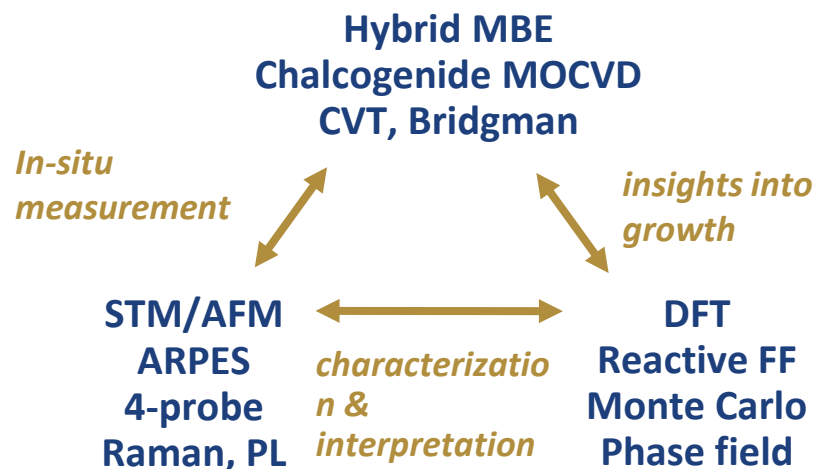 Hybrid MBE
Chalcogenide MOCVD
CVT, Bridgman
In-situ
measurement
insights into
growth
STM/AFM
ARPES
4-probe
Raman, PL
characterizatio
n &
interpretation
DFT
Reactive FF
Monte Carlo
Phase field